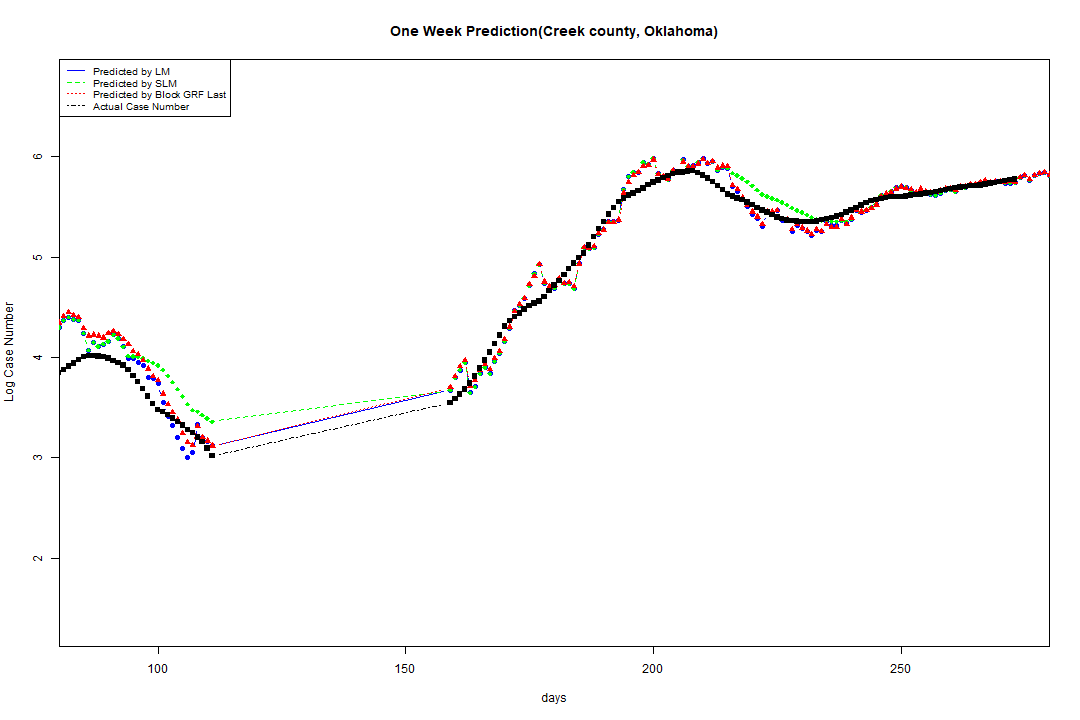 One Week Prediction(Creek county, Oklahoma)
Predicted by LM
Predicted by SLM
Predicted by Block GRF Last
Actual Case Number
Log Case Number
6
5
4
3
2
100 150 200 250
days